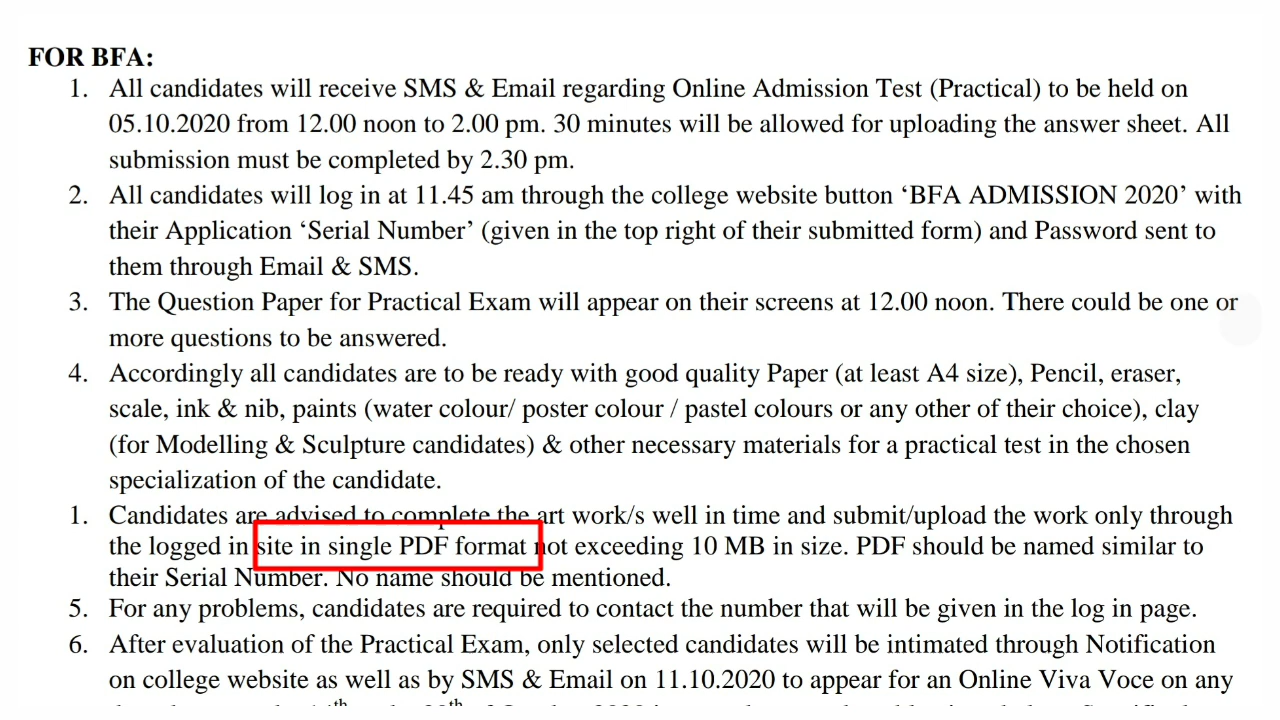 FOR BFA:
1. All candidates will receive SMS & Email regarding Online Admission Test (Practical) to be held on
05.10.2020 from 12.00 noon to 2.00 pm. 30 minutes will be allowed for uploading the answer sheet. All
submission must be completed by 2.30 pm.
2. All candidates will log in at 11.45 am through the college website button ‘BFA ADMISSION 2020’ with
their Application ‘Serial Number’ (given in the top right of their submitted form) and Password sent to
them through Email & SMS.
3. The Question Paper for Practical Exam will appear on their screens at 12.00 noon. There could be one or
more questions to be answered.
4. Accordingly all candidates are to be ready with good quality Paper (at least A4 size), Pencil, eraser,
scale, ink & nib, paints (water colour/ poster colour / pastel colours or any other of their choice), clay
(for Modelling & Sculpture candidates) & other necessary materials for a practical test in the chosen
specialization of the candidate.
1. Candidates are advised to complete the art work/s well in time and submit/upload the work only through
the logged in site in single PDF format not exceeding 10 MB in size. PDF should be named similar to
their Serial Number. No name should be mentioned.
5. For any problems, candidates are required to contact the number that will be given in the log in page.
6. After evaluation of the Practical Exam, only selected candidates will be intimated through Notification
on college website as well as by SMS & Email on 11.10.2020 to appear for an Online Viva Voce on any